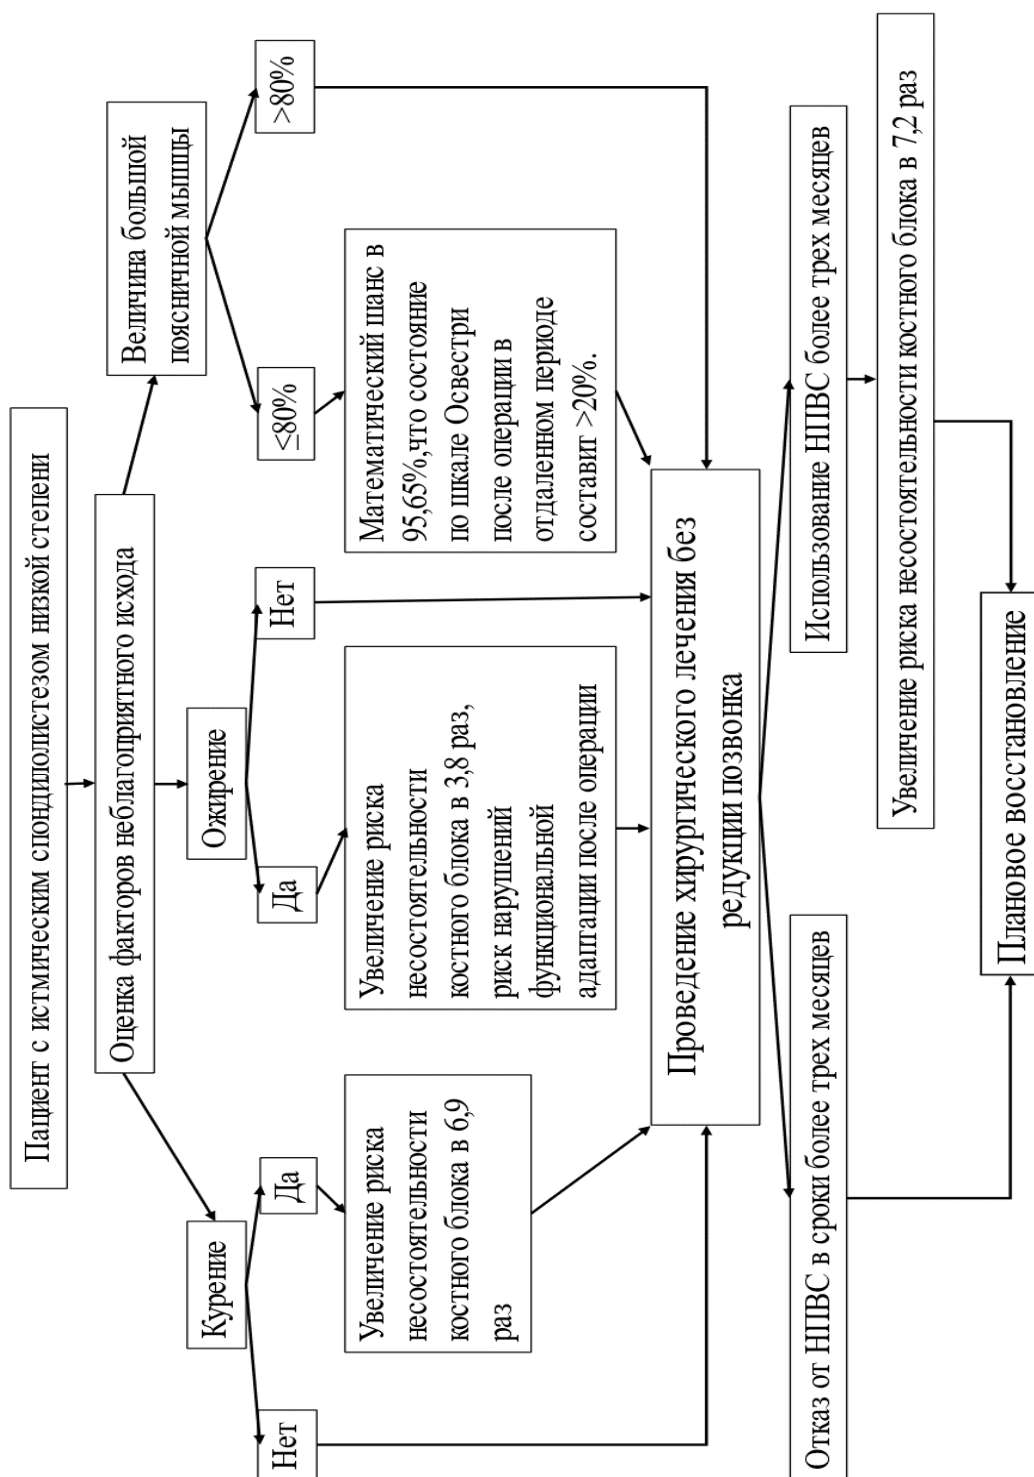 Пациент с истмическим спондилолистезом низкой степени
Оценка факторов неблагоприятного исхода
Курение
Ожирение
Величина большой
поясничной мышцы
Нет
Да
Да
Нет
≤80%
>80%
Увеличение риска
несостоятельности
костного блока в 6,9
раз
Увеличение риска
несостоятельности
костного блока в 3,8 раз,
риск нарушений
функциональной
адаптации после операции
Математический шанс в
95,65%,что состояние
по шкале Освестри
после операции в
отдаленном периоде
составит >20%.
Проведение хирургического лечения без
редукции позвонка
Отказ от НПВС в сроки более трех месяцев
Использование НПВС более трех месяцев
Увеличение риска несостоятельности костного блока в 7,2 раз
Плановое восстановление